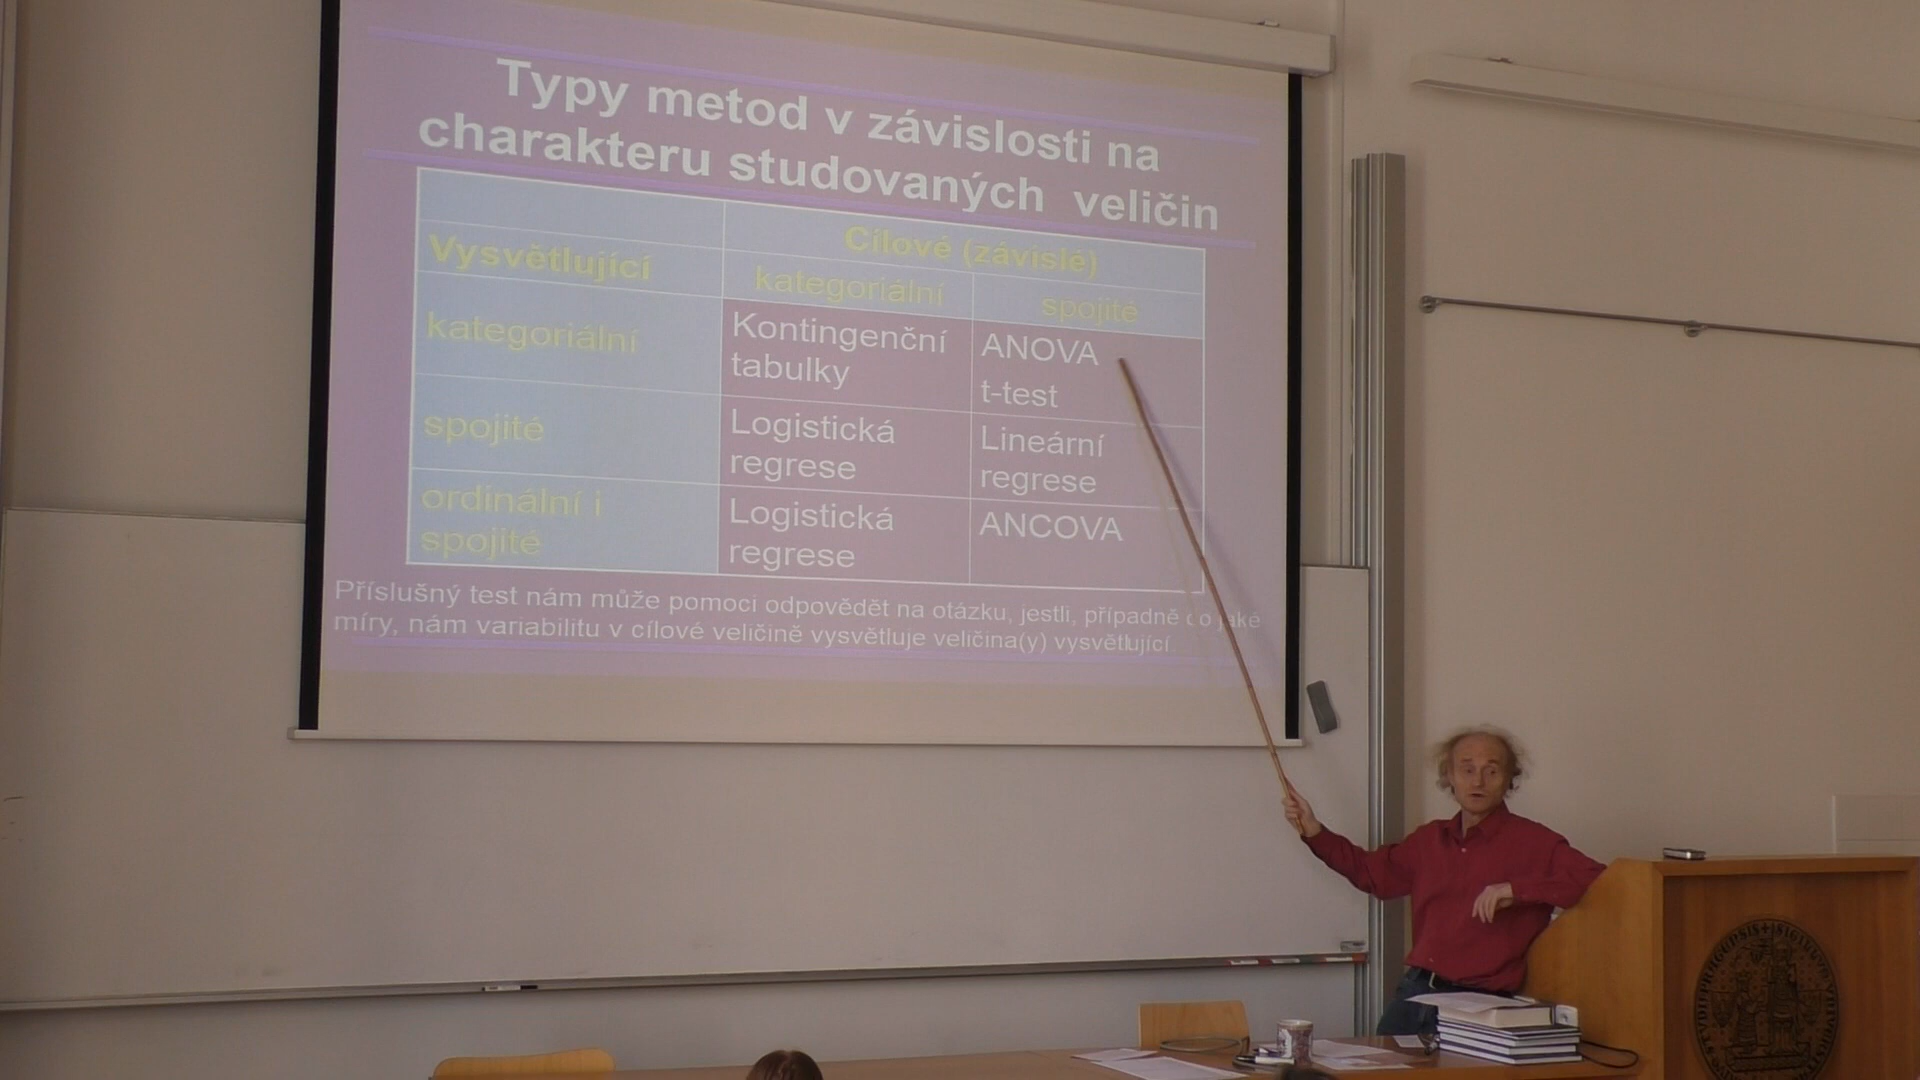 Typy metod v závislosti na
charakteru studovaných veličin
Cílové (závislé)
Vysvětlující
kategoriální
spojité
kategoriální
Kontingenční
tabulky
ANOVA
t-test
spojité
Logistická
regrese
Lineární
regrese
ordinální i
spojité
Logistická
regrese
ANCOVA
Příslušný test nám může pomoci odpovědět na otázku, jestli, případně do jaké
míry, nám variabilitu v cílové veličině vysvětluje veličina(y) vysvětlující.